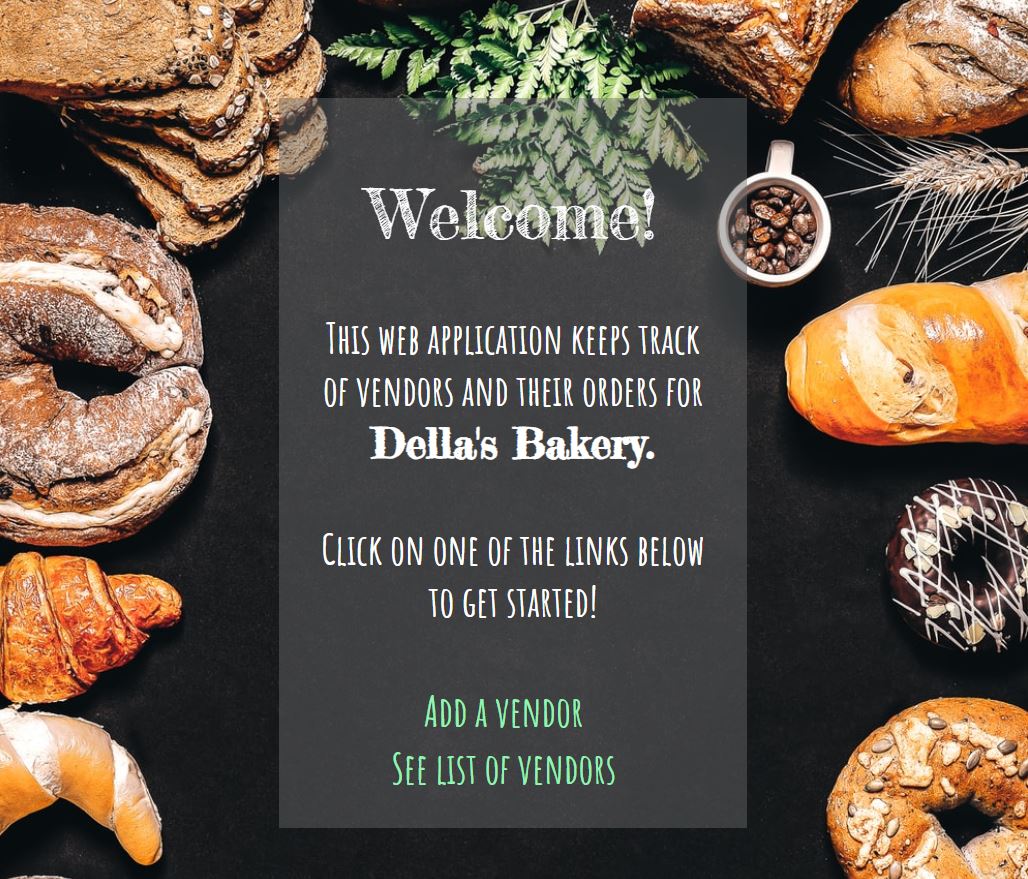 Welcome!
This web application keeps track
of vendors and their orders for
Della's Bakery.
Click on one of the links below
to get started!
Add a vendor
See list of vendors